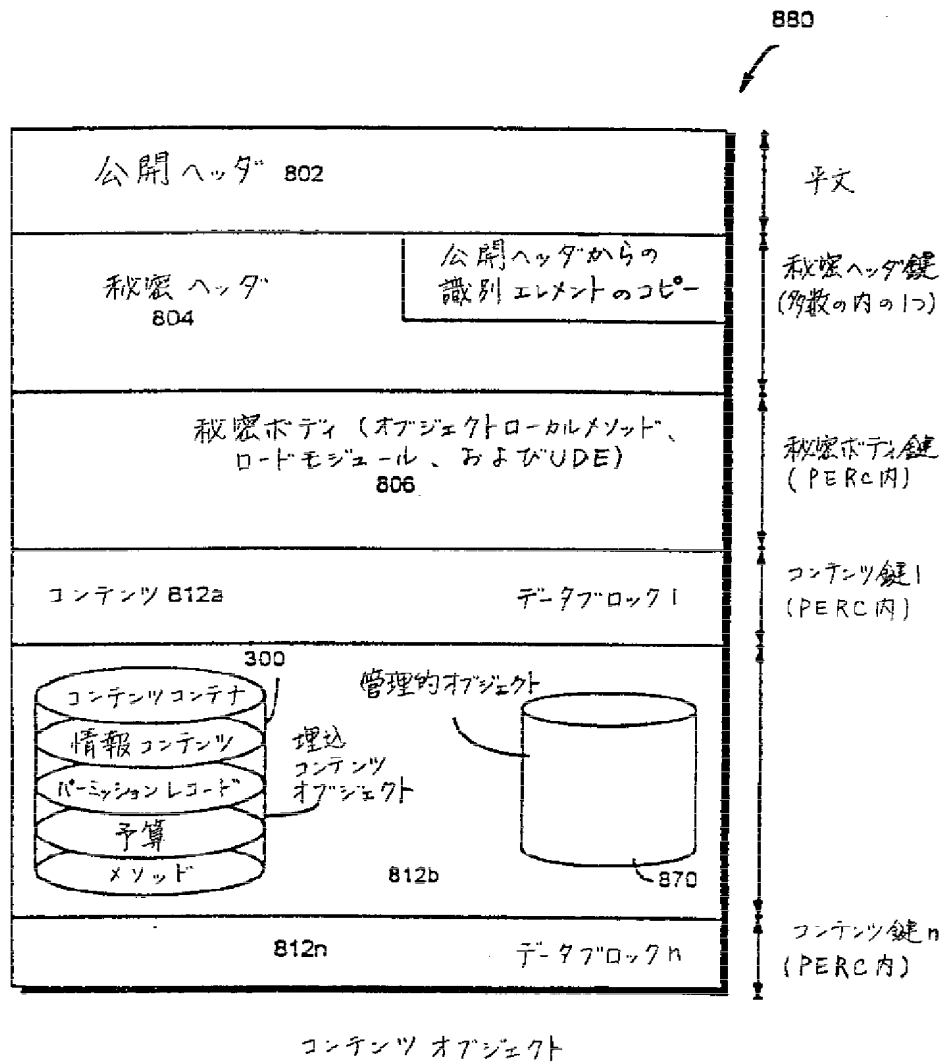 880
公開ヘッダ 802
平文
秘密ヘッダ
804
公開ヘッダからの
識別エレメントのコピー
秘密ヘッダ鍵
(多数の内の1つ)
秘密ボディ (オブジェクトローカルメソッド、
ロードモジュール、およびUDE)
806
秘密ボディ鍵
(PERC内)
コンテンツ 812a
データブロック1
コンテンツ鍵1
(PERC内)
300
コンテンツコンテナ
情報コンテンツ
パーミッションレコード
予算
メソッド
埋込
コンテンツ
オブジェクト
管理的オブジェクト
812b
870
812n
データブロックn
コンテンツ鍵n
(PERC内)
コンテンツ オブジェクト